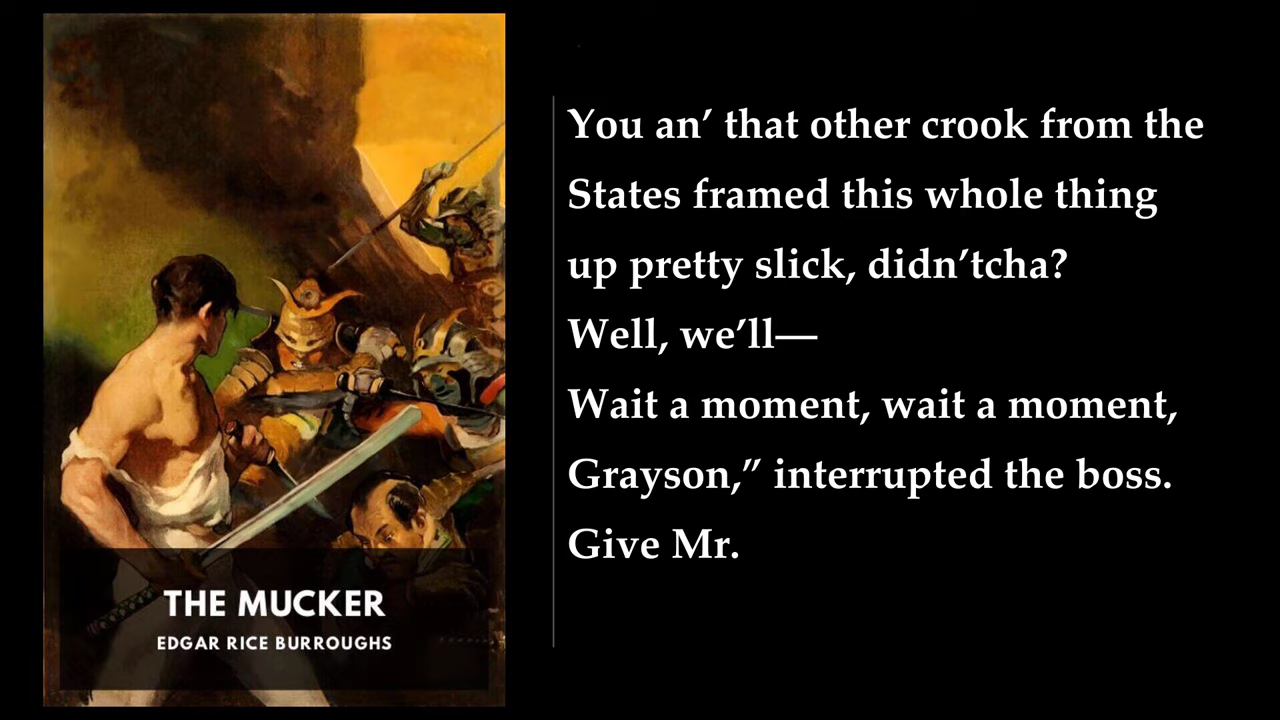 THE MUCKER
EDGAR RICE BURROUGHS
You an’ that other crook from the
States framed this whole thing
up pretty slick, didn’tcha?
Well, we’ll—
Wait a moment, wait a moment,
Grayson,” interrupted the boss.
Give Mr.